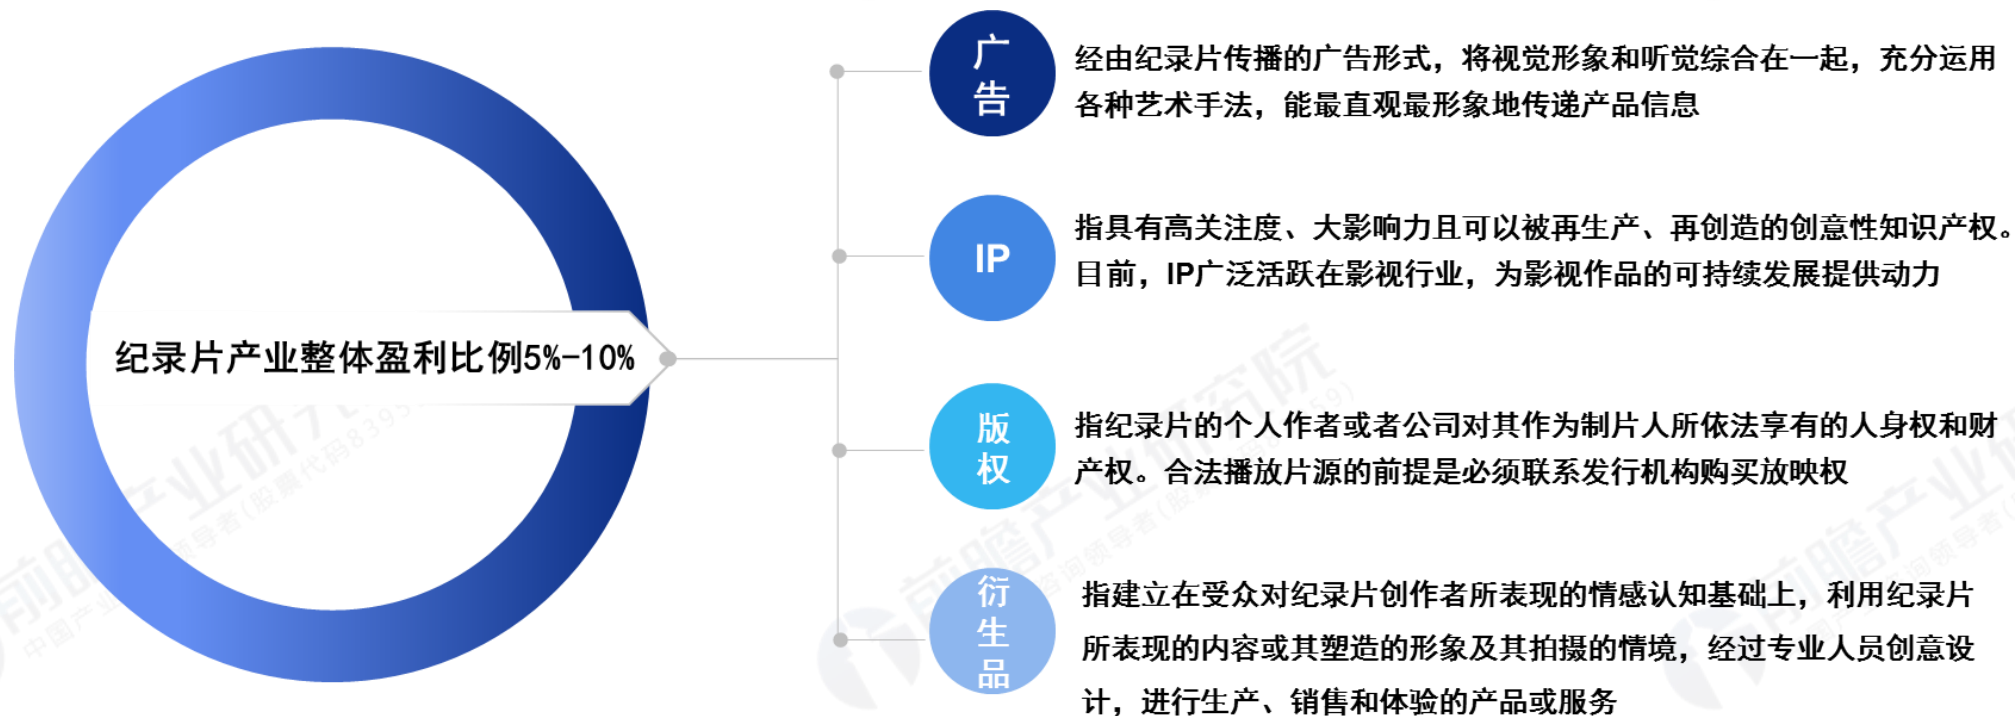 广
告
经由纪录片传播的广告形式，将视觉形象和听觉综合在一起，充分运用
各种艺术手法，能最直观最形象地传递产品信息
IP
指具有高关注度、大影响力且可以被再生产、再创造的创意性知识产权。
目前，IP广泛活跃在影视行业，为影视作品的可持续发展提供动力
纪录片产业整体盈利比例5%-10%
版
权
指纪录片的个人作者或者公司对其作为制片人所依法享有的人身权和财
产权。合法播放片源的前提是必须联系发行机构购买放映权
衍
生
品
指建立在受众对纪录片创作者所表现的情感认知基础上，利用纪录片
所表现的内容或其塑造的形象及其拍摄的情境，经过专业人员创意设
计，进行生产、销售和体验的产品或服务
前瞻产业研究院